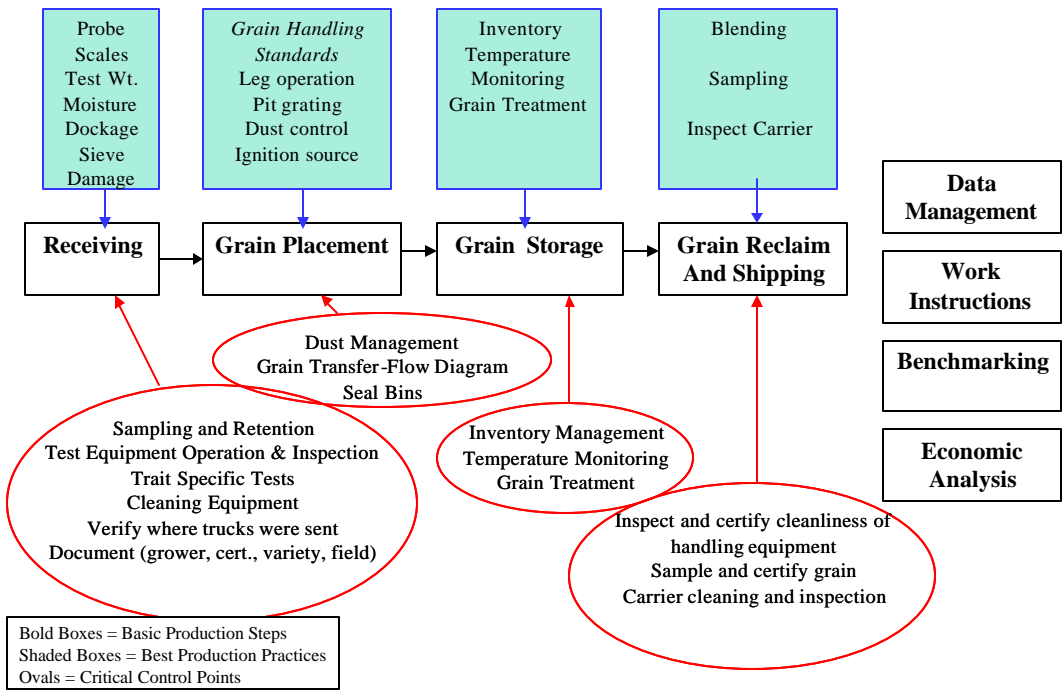 Probe
Scales
Test Wt.
Moisture
Dockage
Sieve
Damage
Grain Handling
Standards
Leg operation
Pit grating
Dust control
Ignition source
Inventory
Temperature
Monitoring
Grain Treatment
Blending
Sampling
Inspect Carrier
Receiving
Grain Placement
Grain Storage
Grain Reclaim
And Shipping
Data
Management
Work
Instructions
Benchmarking
Economic
Analysis
Dust Management
Grain Transfer-Flow Diagram
Seal Bins
Sampling and Retention
Test Equipment Operation & Inspection
Trait Specific Tests
Cleaning Equipment
Verify where trucks were sent
Document (grower, cert., variety, field)
Inventory Management
Temperature Monitoring
Grain Treatment
Inspect and certify cleanliness of
handling equipment
Sample and certify grain
Carrier cleaning and inspection
Bold Boxes = Basic Production Steps
Shaded Boxes = Best Production Practices
Ovals = Critical Control Points